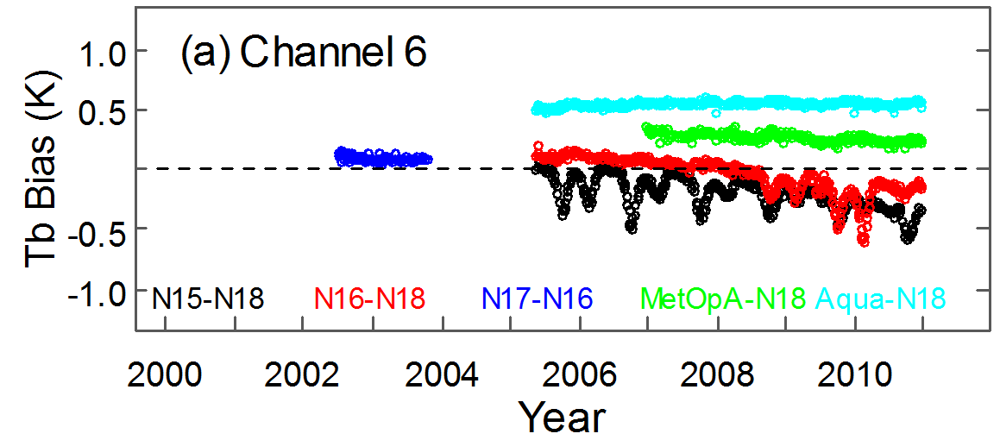 (a) Channel 6
1.0
0.5
-0.5
-1.0
Tb Bias (K)
N15-N18 N16-N18 N17-N16 MetOpA-N18 Aqua-N18
2000 2002 2004 2006 2008 2010
Year